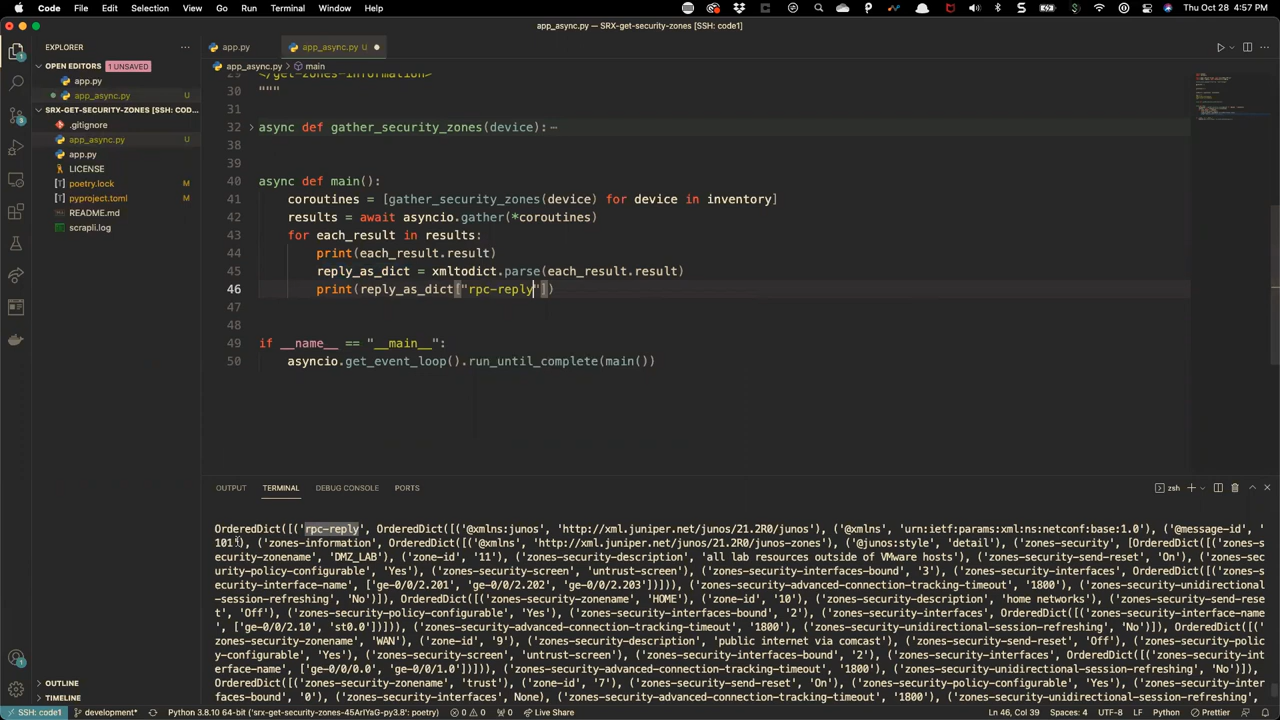 Code File Edit Selection View Go Run Terminal Window Help Thu Oct 28 4:57 PM
app_async.py — SRX-get-security-zones [SSH: code1]
EXPLORER
OPEN EDITORS 1 UNSAVED
app.py
app_async.py U
SRX-GET-SECURITY-ZONES [SSH: COD...
.gitignore
app_async.py U
app.py
LICENSE
poetry.lock M
pyproject.toml M
README.md
scrapli.log
OUTLINE
TIMELINE
app.py app_async.py U
app_async.py > main
29 </get-zones-information>
30 """
31
32 async def gather_security_zones(device):
38
39
40 async def main():
41 coroutines = [gather_security_zones(device) for device in inventory]
42 results = await asyncio.gather(*coroutines)
43 for each_result in results:
44 print(each_result.result)
45 reply_as_dict = xmltodict.parse(each_result.result)
46 print(reply_as_dict["rpc-reply"])
47
48
49 if __name__ == "__main__":
50 asyncio.get_event_loop().run_until_complete(main())
OUTPUT TERMINAL DEBUG CONSOLE PORTS zsh
OrderedDict([('rpc-reply', OrderedDict([('@xmlns:junos', 'http://xml.juniper.net/junos/21.2R0/junos'), ('@xmlns', 'urn:ietf:params:xml:ns:netconf:base:1.0'), ('@message-id', '
101'), ('zones-information', OrderedDict([('@xmlns', 'http://xml.juniper.net/junos/21.2R0/junos-zones'), ('@junos:style', 'detail'), ('zones-security', [OrderedDict([('zones-s
ecurity-zonename', 'DMZ_LAB'), ('zone-id', '11'), ('zones-security-description', 'all lab resources outside of VMware hosts'), ('zones-security-send-reset', 'On'), ('zones-sec
urity-policy-configurable', 'Yes'), ('zones-security-screen', 'untrust-screen'), ('zones-security-interfaces-bound', '3'), ('zones-security-interfaces', OrderedDict([('zones-s
ecurity-interface-name', ['ge-0/0/2.201', 'ge-0/0/2.202', 'ge-0/0/2.203'])])), ('zones-security-advanced-connection-tracking-timeout', '1800'), ('zones-security-unidirectional
-session-refreshing', 'No')]), OrderedDict([('zones-security-zonename', 'HOME'), ('zone-id', '10'), ('zones-security-description', 'home networks'), ('zones-security-send-rese
t', 'Off'), ('zones-security-policy-configurable', 'Yes'), ('zones-security-interfaces-bound', '2'), ('zones-security-interfaces', OrderedDict([('zones-security-interface-name
', ['ge-0/0/2.10', 'st0.0'])])), ('zones-security-advanced-connection-tracking-timeout', '1800'), ('zones-security-unidirectional-session-refreshing', 'No')]), OrderedDict([('
zones-security-zonename', 'WAN'), ('zone-id', '9'), ('zones-security-description', 'public internet via comcast'), ('zones-security-send-reset', 'Off'), ('zones-security-polic
y-configurable', 'Yes'), ('zones-security-screen', 'untrust-screen'), ('zones-security-interfaces-bound', '2'), ('zones-security-interfaces', OrderedDict([('zones-security-int
erface-name', ['ge-0/0/0.0', 'ge-0/0/1.0'])])), ('zones-security-advanced-connection-tracking-timeout', '1800'), ('zones-security-unidirectional-session-refreshing', 'No')]),
OrderedDict([('zones-security-zonename', 'trust'), ('zone-id', '7'), ('zones-security-send-reset', 'On'), ('zones-security-policy-configurable', 'Yes'), ('zones-security-inter
faces-bound', '0'), ('zones-security-interfaces', None), ('zones-security-advanced-connection-tracking-timeout', '1800'), ('zones-security-unidirectional-session-refreshing',
SSH: code1 development* Python 3.8.10 64-bit ('srx-get-security-zones-45ArIYaG-py3.8': poetry) 0 0 0 Live Share Ln 46, Col 39 Spaces: 4 UTF-8 LF Python Prettier